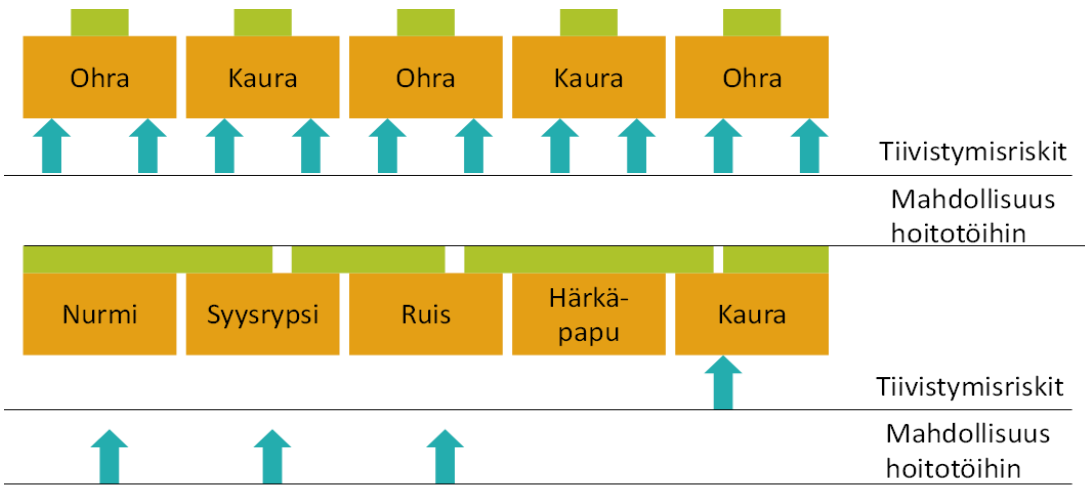 Ohra Kaura Ohra Kaura Ohra
Tiivistymisriskit
Mahdollisuus
hoitotöihin
Nurmi Syysrypsi Ruis Härkä-
papu Kaura
Tiivistymisriskit
Mahdollisuus
hoitotöihin